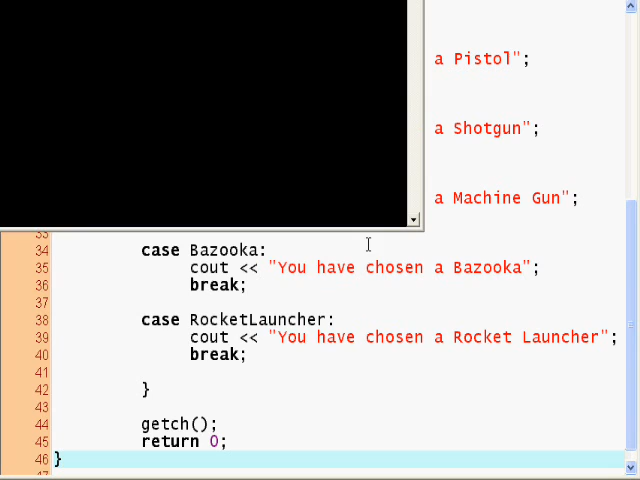 a Pistol";
a Shotgun";
a Machine Gun";
33
34 case Bazooka:
35 cout << "You have chosen a Bazooka";
36 break;
37
38 case RocketLauncher:
39 cout << "You have chosen a Rocket Launcher";
40 break;
41
42 }
43
44 getch();
45 return 0;
46 }
47